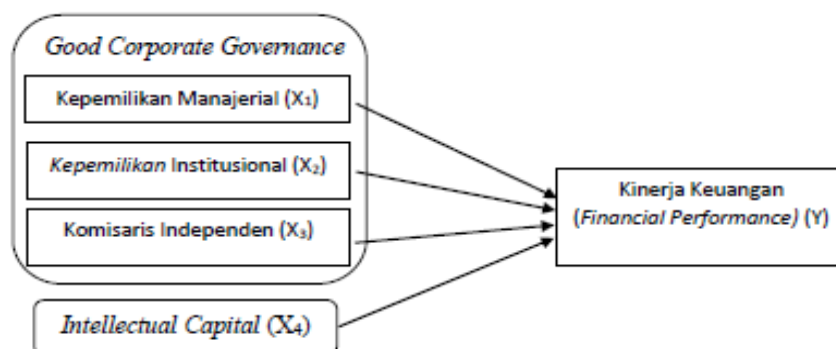 Good Corporate Governance
Kepemilikan Manajerial (X₁)
Kepemilikan Institusional (X₂)
Komisaris Independen (X₃)
Intellectual Capital (X₄)
Kinerja Keuangan
(Financial Performance) (Y)